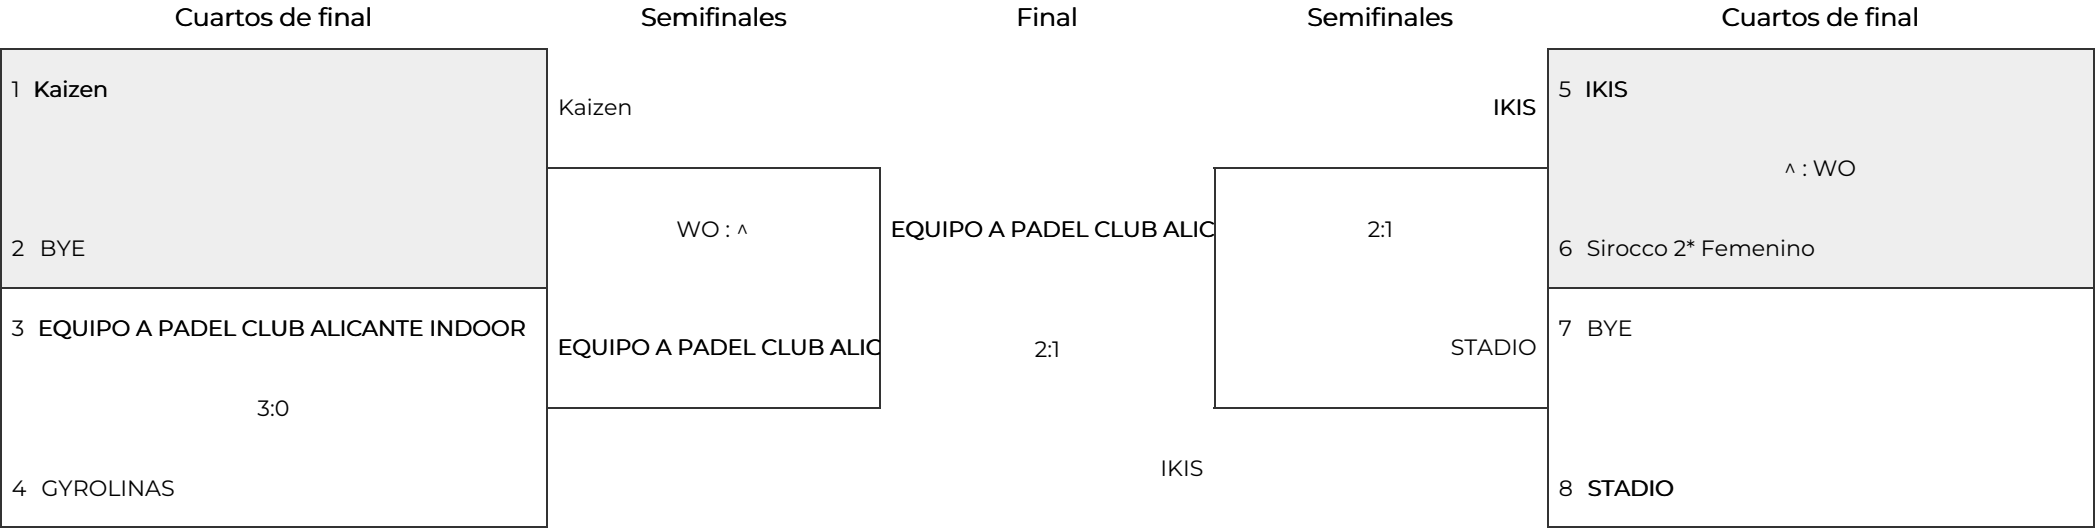 Cuartos de final
Semifinales
Final
Semifinales
Cuartos de final
1 Kaizen
2 BYE
3 EQUIPO A PADEL CLUB ALICANTE INDOOR
3:0
4 GYROLINAS
Kaizen
WO : ^
EQUIPO A PADEL CLUB ALIC
EQUIPO A PADEL CLUB ALIC
2:1
IKIS
IKIS
2:1
STADIO
5 IKIS
^ : WO
6 Sirocco 2* Femenino
7 BYE
8 STADIO